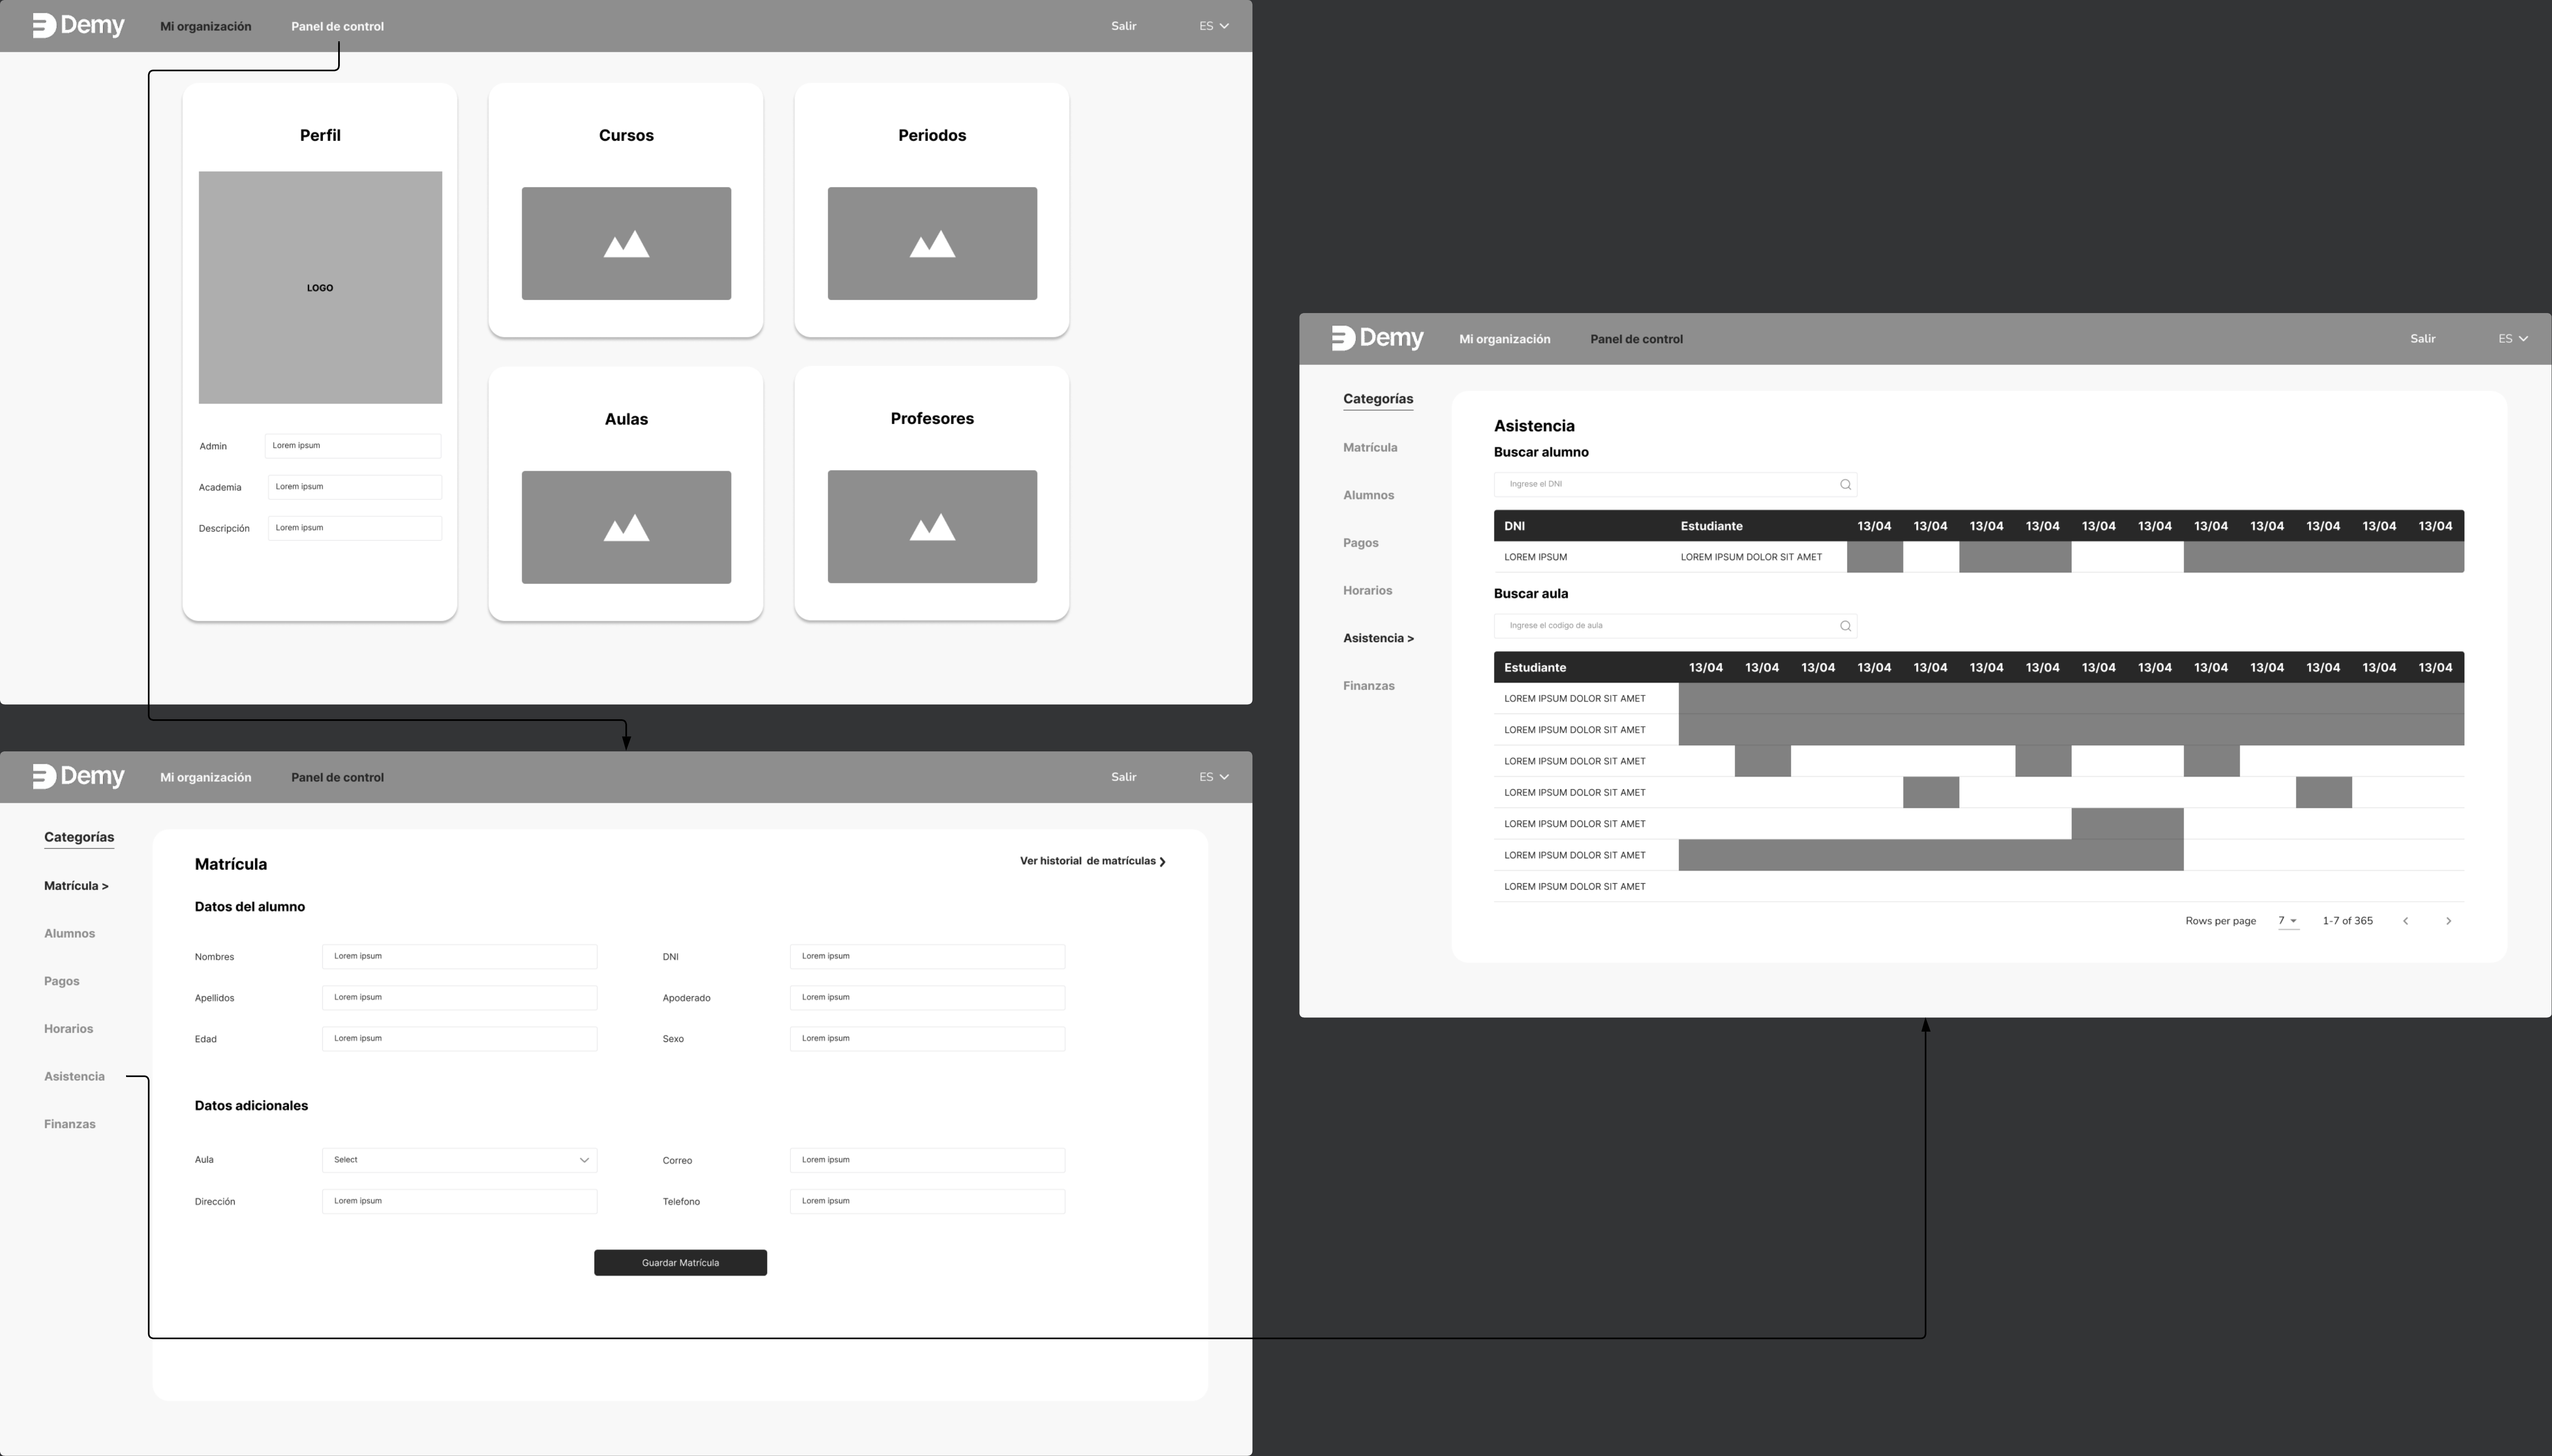 Demy Mi organización Panel de control Salir ES
Perfil
LOGO
Admin Lorem ipsum
Academia Lorem ipsum
Descripción Lorem ipsum
Cursos
Periodos
Aulas
Profesores
Demy Mi organización Panel de control Salir ES
Categorías
Matrícula >
Alumnos
Pagos
Horarios
Asistencia
Finanzas
Matrícula
Ver historial de matrículas
Datos del alumno
Nombres Lorem ipsum DNI Lorem ipsum
Apellidos Lorem ipsum Apoderado Lorem ipsum
Edad Lorem ipsum Sexo Lorem ipsum
Datos adicionales
Aula Select Correo Lorem ipsum
Dirección Lorem ipsum Telefono Lorem ipsum
Guardar Matrícula
Demy Mi organización Panel de control Salir ES
Categorías
Matrícula
Alumnos
Pagos
Horarios
Asistencia >
Finanzas
Asistencia
Buscar alumno
Ingrese el DNI
DNI Estudiante 13/04 13/04 13/04 13/04 13/04 13/04 13/04 13/04 13/04 13/04 13/04
LOREM IPSUM LOREM IPSUM DOLOR SIT AMET
Buscar aula
Ingrese el codigo de aula
Estudiante 13/04 13/04 13/04 13/04 13/04 13/04 13/04 13/04 13/04 13/04 13/04 13/04 13/04 13/04
LOREM IPSUM DOLOR SIT AMET
LOREM IPSUM DOLOR SIT AMET
LOREM IPSUM DOLOR SIT AMET
LOREM IPSUM DOLOR SIT AMET
LOREM IPSUM DOLOR SIT AMET
LOREM IPSUM DOLOR SIT AMET
LOREM IPSUM DOLOR SIT AMET
Rows per page 7 1-7 of 365